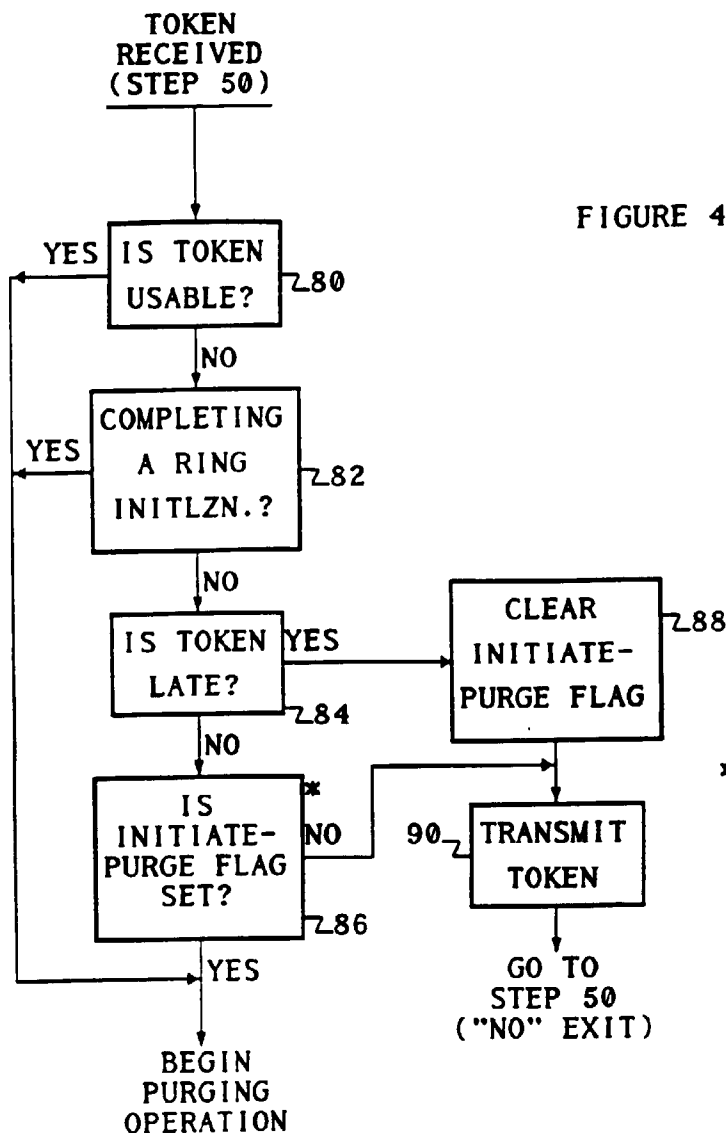 TOKEN
RECEIVED
(STEP 50)
FIGURE 4
YES
IS TOKEN
USABLE?
80
NO
YES
COMPLETING
A RING
INITLZN.?
82
NO
IS TOKEN
LATE?
YES
84
NO
CLEAR
INITIATE-
PURGE FLAG
88
*
IS
INITIATE-
PURGE FLAG
SET?
*
NO
86
YES
90
TRANSMIT
TOKEN
GO TO
STEP 50
("NO" EXIT)
BEGIN
PURGING
OPERATION